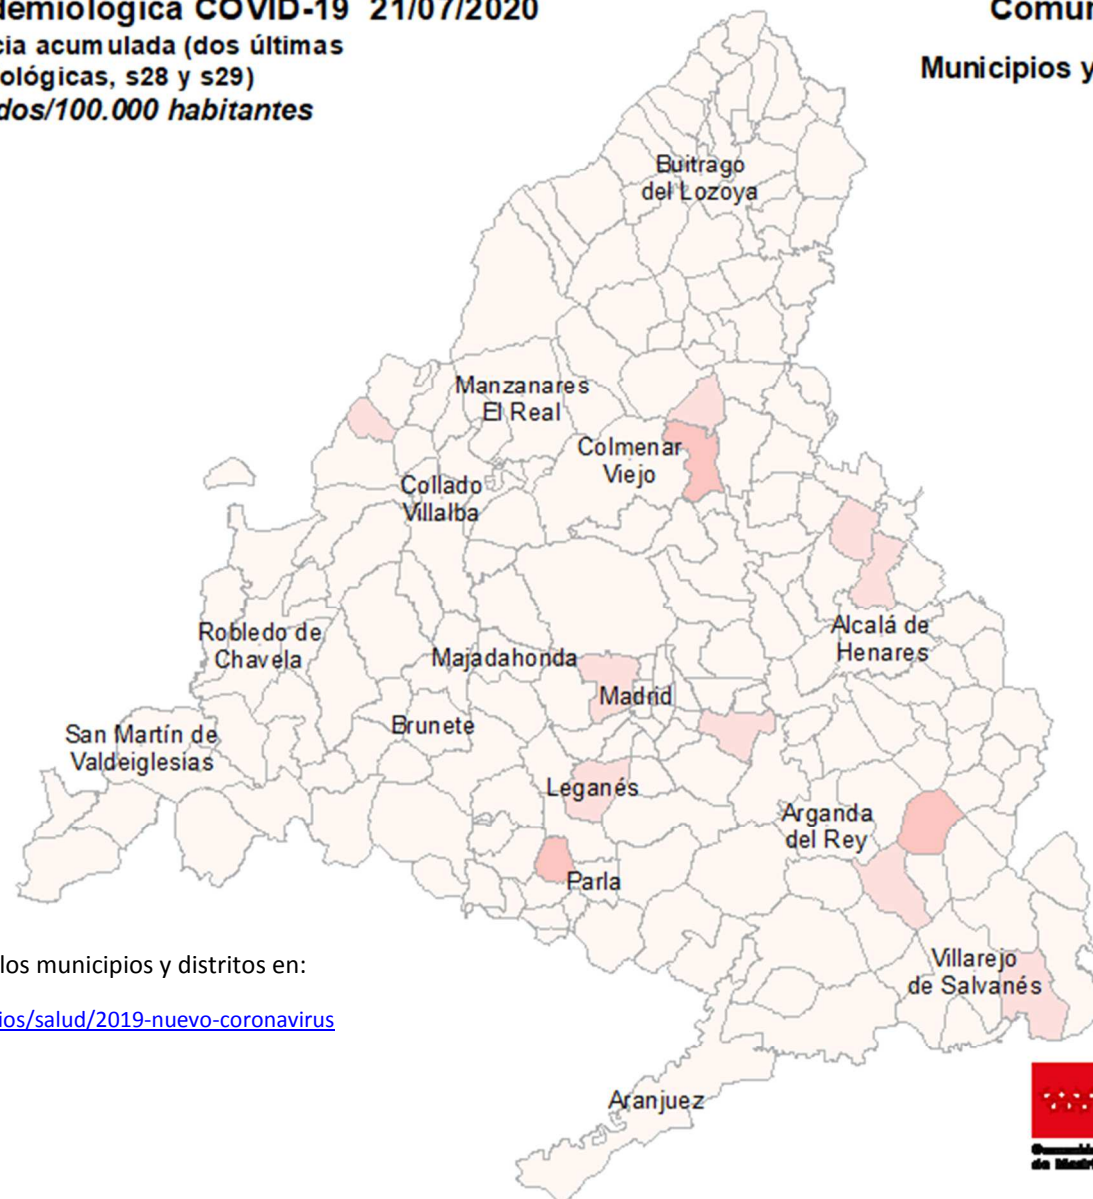 demiológica COVID-19 21/07/2020
cia acumulada (dos últimas
ológicas, s28 y s29)
dos/100.000 habitantes
Comun
Municipios y
Buitrago
del Lozoya
Manzanares
El Real
Colmenar
Viejo
Collado
Villalba
Robledo de
Chavela
Majadahonda
Madrid
Alcalá de
Henares
San Martín de
Valdeiglesias
Brunete
Leganés
Arganda
del Rey
Parla
Villarejo
de Salvanés
Aranjuez
los municipios y distritos en:
ios/salud/2019-nuevo-coronavirus
de Madri